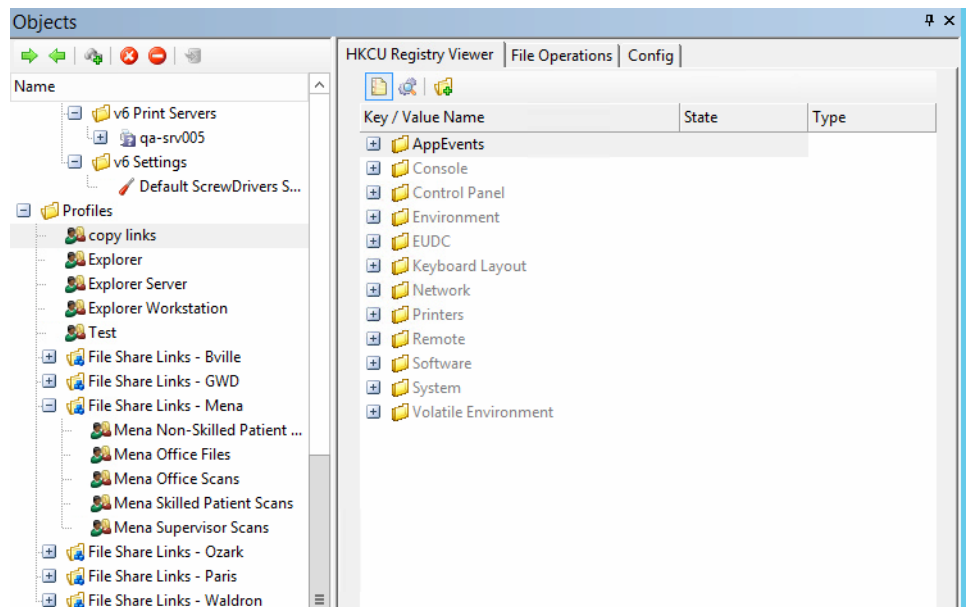 Objects
Name
v6 Print Servers
qa-srv005
v6 Settings
Default ScrewDrivers S...
Profiles
copy links
Explorer
Explorer Server
Explorer Workstation
Test
File Share Links - Bville
File Share Links - GWD
File Share Links - Mena
Mena Non-Skilled Patient ...
Mena Office Files
Mena Office Scans
Mena Skilled Patient Scans
Mena Supervisor Scans
File Share Links - Ozark
File Share Links - Paris
File Share Links - Waldron
HKCU Registry Viewer File Operations Config
Key / Value Name State Type
AppEvents
Console
Control Panel
Environment
EUDC
Keyboard Layout
Network
Printers
Remote
Software
System
Volatile Environment